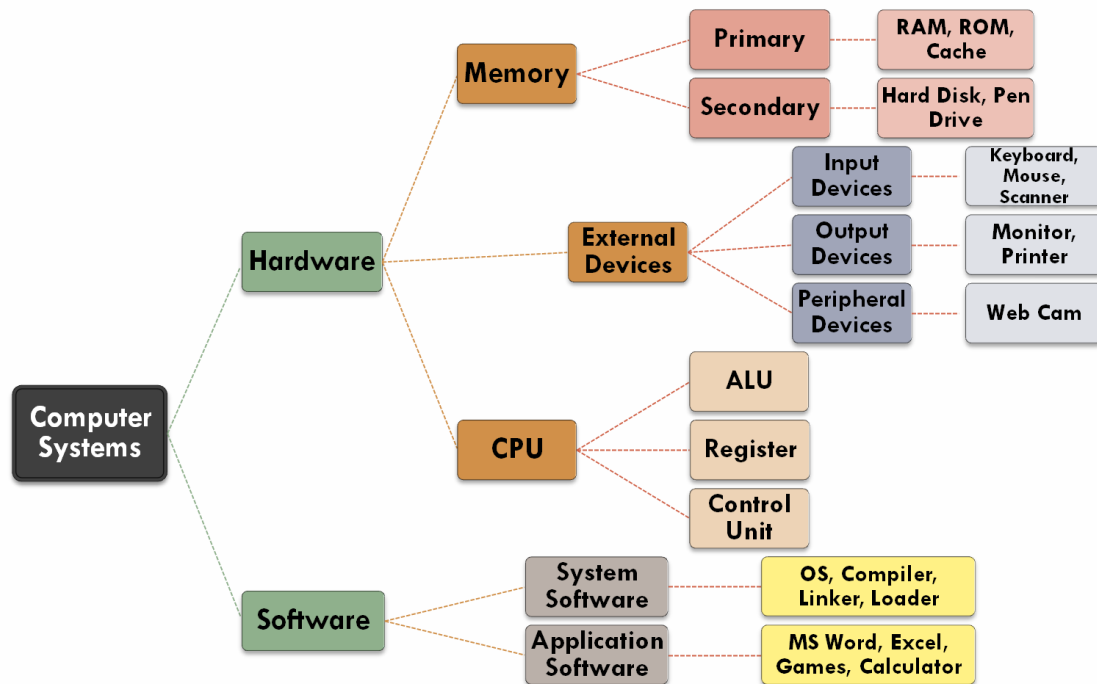 Computer
Systems
Hardware
Memory
Primary
RAM, ROM,
Cache
Secondary
Hard Disk, Pen
Drive
External
Devices
Input
Devices
Keyboard,
Mouse,
Scanner
Output
Devices
Monitor,
Printer
Peripheral
Devices
Web Cam
CPU
ALU
Register
Control
Unit
Software
System
Software
OS, Compiler,
Linker, Loader
Application
Software
MS Word, Excel,
Games, Calculator